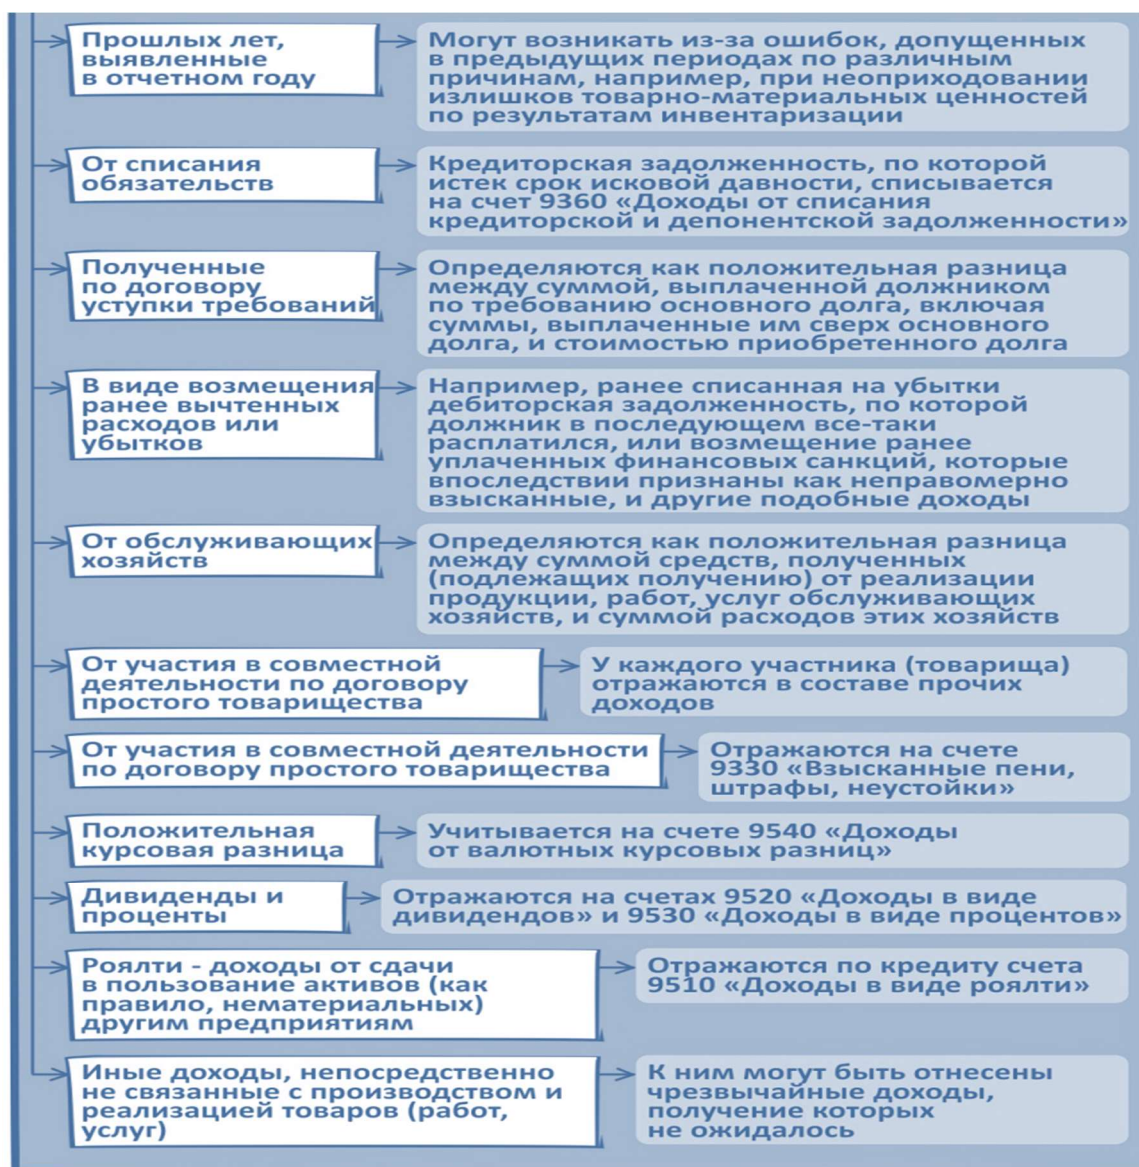 Прошлых лет,
выявленные
в отчетном году
Могут возникать из-за ошибок, допущенных
в предыдущих периодах по различным
причинам, например, при неоприходовании
излишков товарно-материальных ценностей
по результатам инвентаризации
От списания
обязательств
Кредиторская задолженность, по которой
истек срок исковой давности, списывается
на счет 9360 «Доходы от списания
кредиторской и депонентской задолженности»
Полученные
по договору
уступки требований
Определяются как положительная разница
между суммой, выплаченной должником
по требованию основного долга, включая
суммы, выплаченные им сверх основного
долга, и стоимостью приобретенного долга
В виде возмещения
ранее вычтенных
расходов или
убытков
Например, ранее списанная на убытки
дебиторская задолженность, по которой
должник в последующем все-таки
расплатился, или возмещение ранее
уплаченных финансовых санкций, которые
впоследствии признаны как неправомерно
взысканные, и другие подобные доходы
От обслуживающих
хозяйств
Определяются как положительная разница
между суммой средств, полученных
(подлежащих получению) от реализации
продукции, работ, услуг обслуживающих
хозяйств, и суммой расходов этих хозяйств
От участия в совместной
деятельности по договору
простого товарищества
У каждого участника (товарища)
отражаются в составе прочих
доходов
От участия в совместной деятельности
по договору простого товарищества
Отражаются на счете
9330 «Взысканные пени,
штрафы, неустойки»
Положительная
курсовая разница
Учитывается на счете 9540 «Доходы
от валютных курсовых разниц»
Дивиденды и
проценты
Отражаются на счетах 9520 «Доходы в виде
дивидендов» и 9530 «Доходы в виде процентов»
Роялти - доходы от сдачи
в пользование активов (как
правило, нематериальных)
другим предприятиям
Отражаются по кредиту счета
9510 «Доходы в виде роялти»
Иные доходы, непосредственно
не связанные с производством и
реализацией товаров (работ,
услуг)
К ним могут быть отнесены
чрезвычайные доходы,
получение которых
не ожидалось